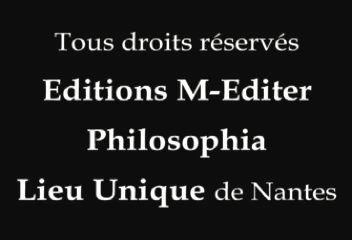 Tous droits réservés
Editions M-Editer
Philosophia
Lieu Unique de Nantes